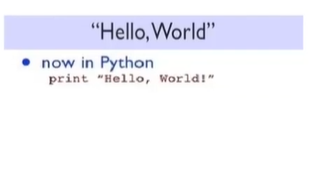 “Hello, World”
• now in Python
print “Hello, World!”